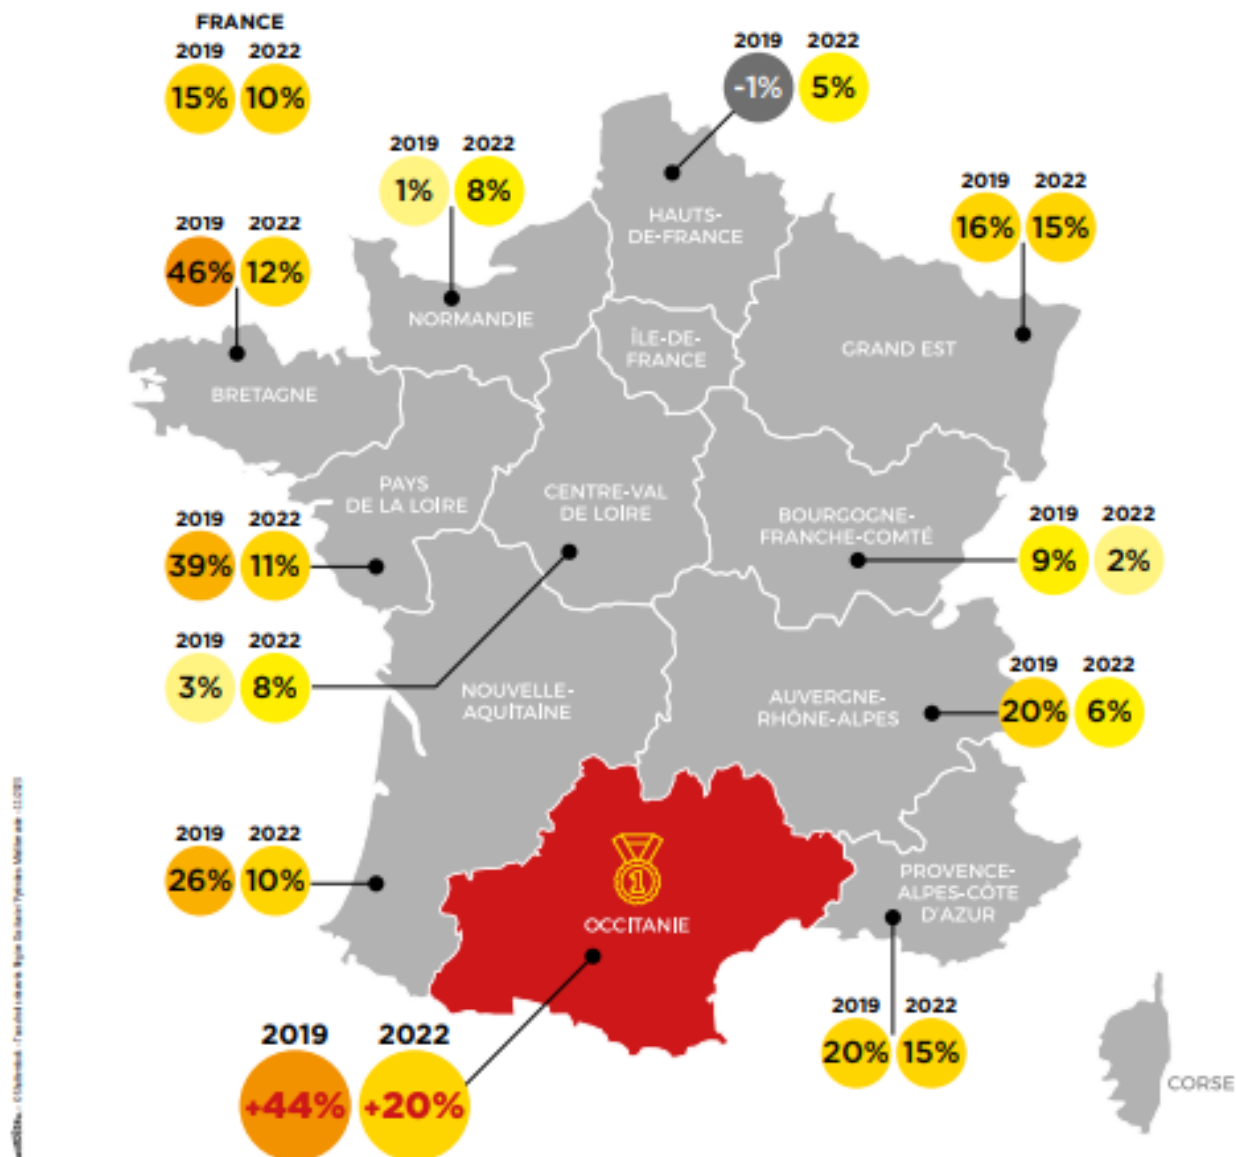 FRANCE
2019 2022
15% 10%
2019 2022
-1% 5%
2019 2022
1% 8%
HAUTS-
DE-FRANCE
2019 2022
16% 15%
2019 2022
46% 12%
NORMANDIE
ÎLE-DE-
FRANCE
GRAND EST
BRETAGNE
PAYS
DE LA LOIRE
CENTRE-VAL
DE LOIRE
BOURGOGNE-
FRANCHE-COMTÉ
2019 2022
39% 11%
2019 2022
9% 2%
2019 2022
3% 8%
NOUVELLE-
AQUITAINE
AUVERGNE-
RHÔNE-ALPES
2019 2022
20% 6%
2019 2022
26% 10%
1
OCCITANIE
PROVENCE-
ALPES-CÔTE
D'AZUR
2019 2022
20% 15%
2019 2022
+44% +20%
CORSE